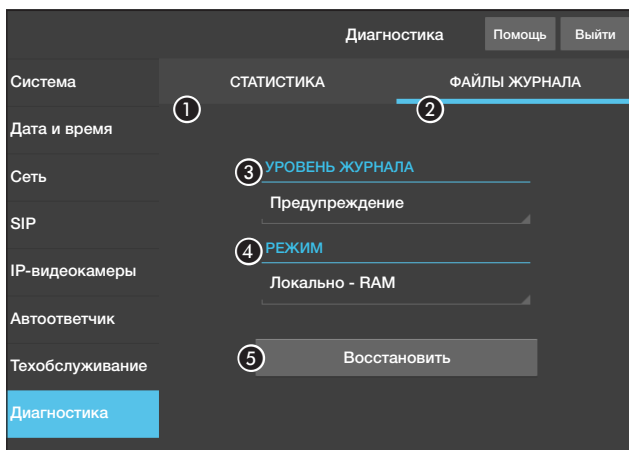 Диагностика
Помощь
Выйти
Система
Дата и время
Сеть
SIP
IP-видеокамеры
Автоответчик
Техобслуживание
Диагностика
СТАТИСТИКА
ФАЙЛЫ ЖУРНАЛА
1
2
3 УРОВЕНЬ ЖУРНАЛА
Предупреждение
4 РЕЖИМ
Локально - RAM
5 Восстановить